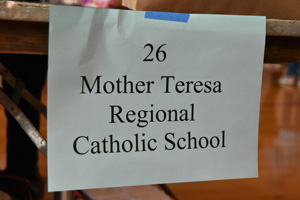 26
Mother Teresa
Regional
Catholic School